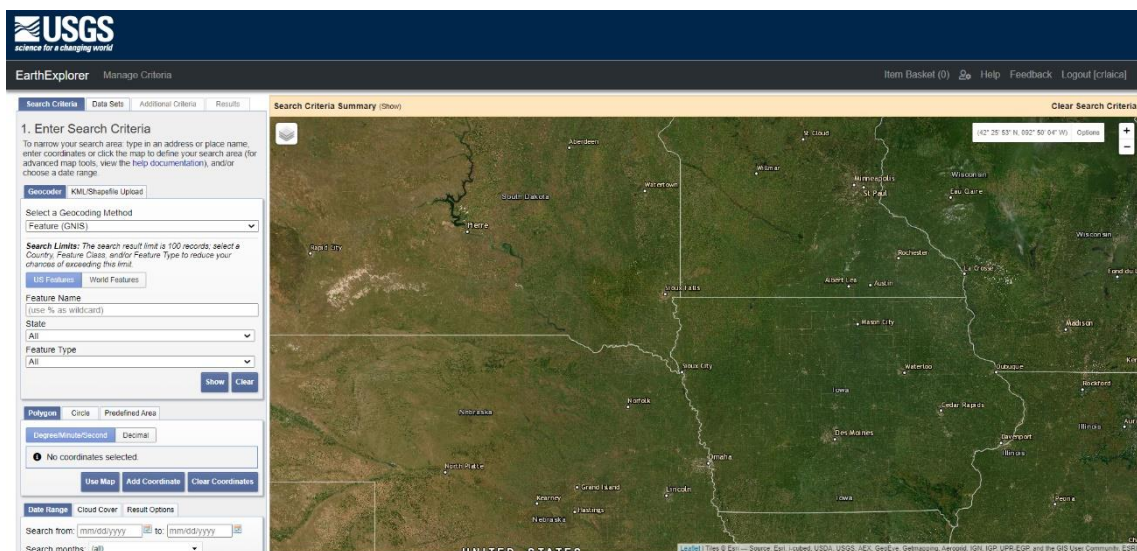 USGS
science for a changing world
EarthExplorer Manage Criteria Item Basket (0) Help Feedback Logout [crlaica]
Search Criteria Data Sets Additional Criteria Results
Search Criteria Summary (Show) Clear Search Criteria
1. Enter Search Criteria
To narrow your search area: type in an address or place name,
enter coordinates or click the map to define your search area (for
advanced map tools, view the help documentation), and/or
choose a date range.
Geocoder KML/Shapefile Upload
Select a Geocoding Method
Feature (GNIS)
Search Limits: The search result limit is 100 records; select a
Country, Feature Class, and/or Feature Type to reduce your
chances of exceeding this limit.
US Features World Features
Feature Name
(use % as wildcard)
State
All
Feature Type
All
Show Clear
Polygon Circle Predefined Area
Degree/Minute/Second Decimal
No coordinates selected.
Use Map Add Coordinate Clear Coordinates
Date Range Cloud Cover Result Options
Search from: mm/dd/yyyy to: mm/dd/yyyy
Search months: (all)
(42° 25' 53" N, 092° 50' 04" W) Options
+
-
St. Cloud
Aberdeen
Willmar
Watertown
Minneapolis
St Paul
Wisconsin
Eau Claire
South Dakota
Pierre
Rapid City
Wisconsin
Rochester
La Crosse
Fond du L
Albert Lea
Austin
Sioux Falls
Mason City
Madison
Sioux City
Waterloo
Dubuque
Rockford
Iowa
Norfolk
Nebraska
Cedar Rapids
Illinois
Des Moines
Davenport
Illinois
Omaha
North Platte
Grand Island
Lincoln
Iowa
Kearney
Peoria
Hastings
Nebraska
UNITED STATES
Leaflet | Tiles © Esri — Source: Esri, i-cubed, USDA, USGS, AEX, GeoEye, Getmapping, Aerogrid, IGN, IGP, UPR-EGP, and the GIS User Community, ESRI